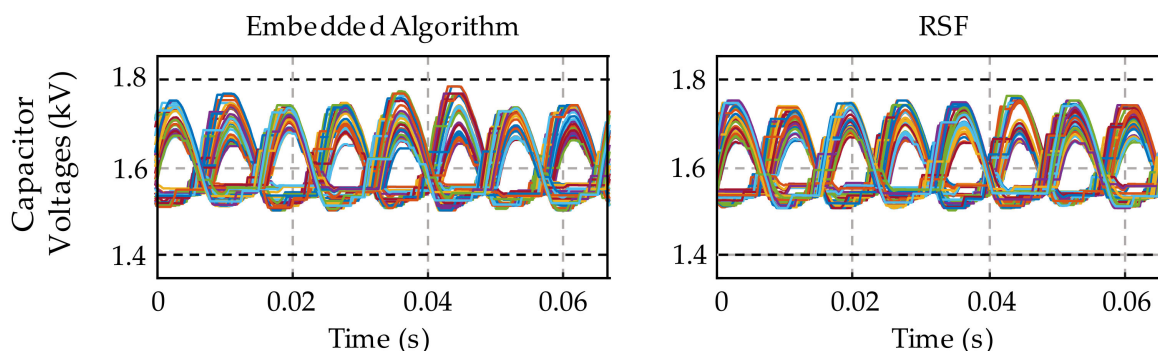 Embedded Algorithm
RSF
Capacitor
Voltages (kV)
1.8
1.6
1.4
0
0.02
0.04
0.06
Time (s)
1.8
1.6
1.4
0
0.02
0.04
0.06
Time (s)